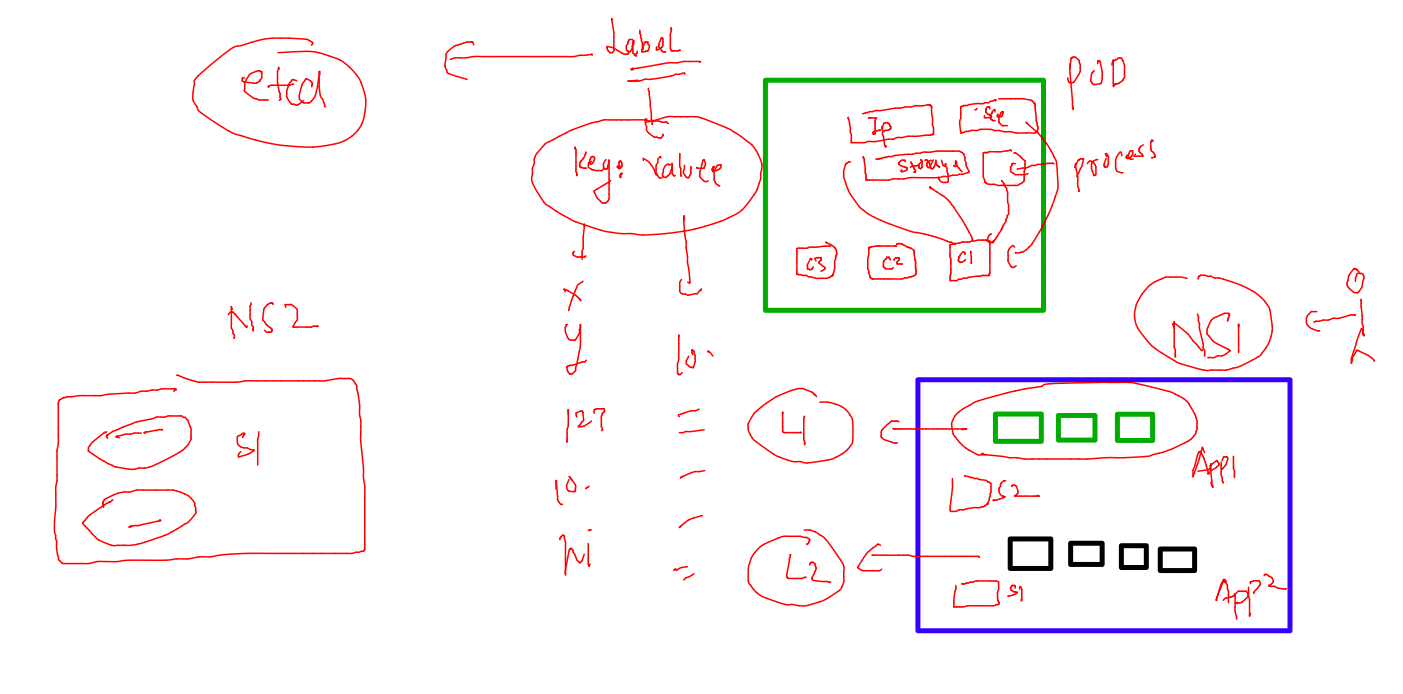 Label
etcd
POD
Ip
Sec
Key: Value
Storage
process
C3 C2 C1
X
NS2
NS1
Y
10.
127 =
L1
S1
App1
10. -
S2
hi =
L2
S1
App2